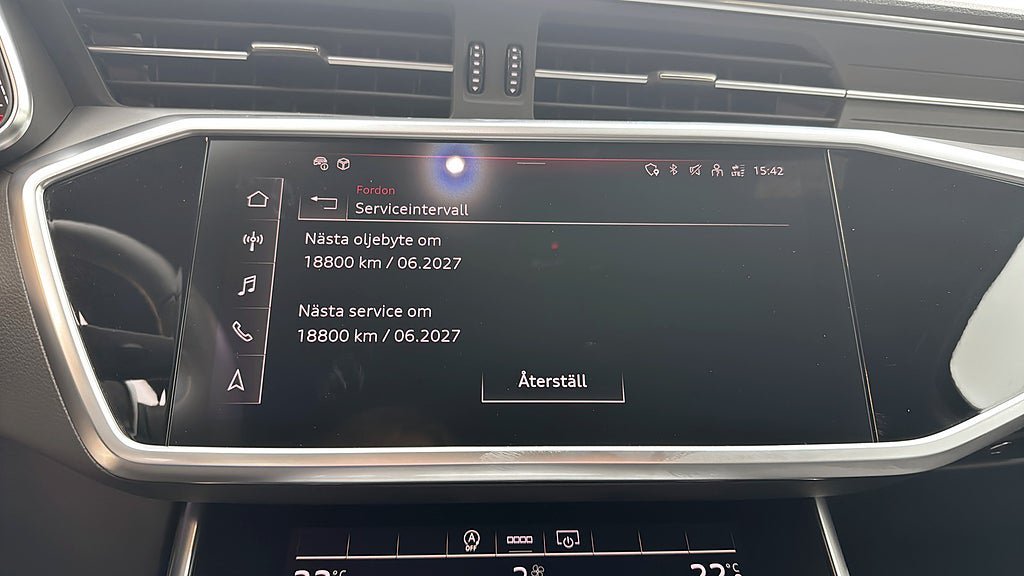 15:42
Fordon
Serviceintervall
Nästa oljebyte om
18800 km / 06.2027
Nästa service om
18800 km / 06.2027
Återställ
A
OFF
22°C